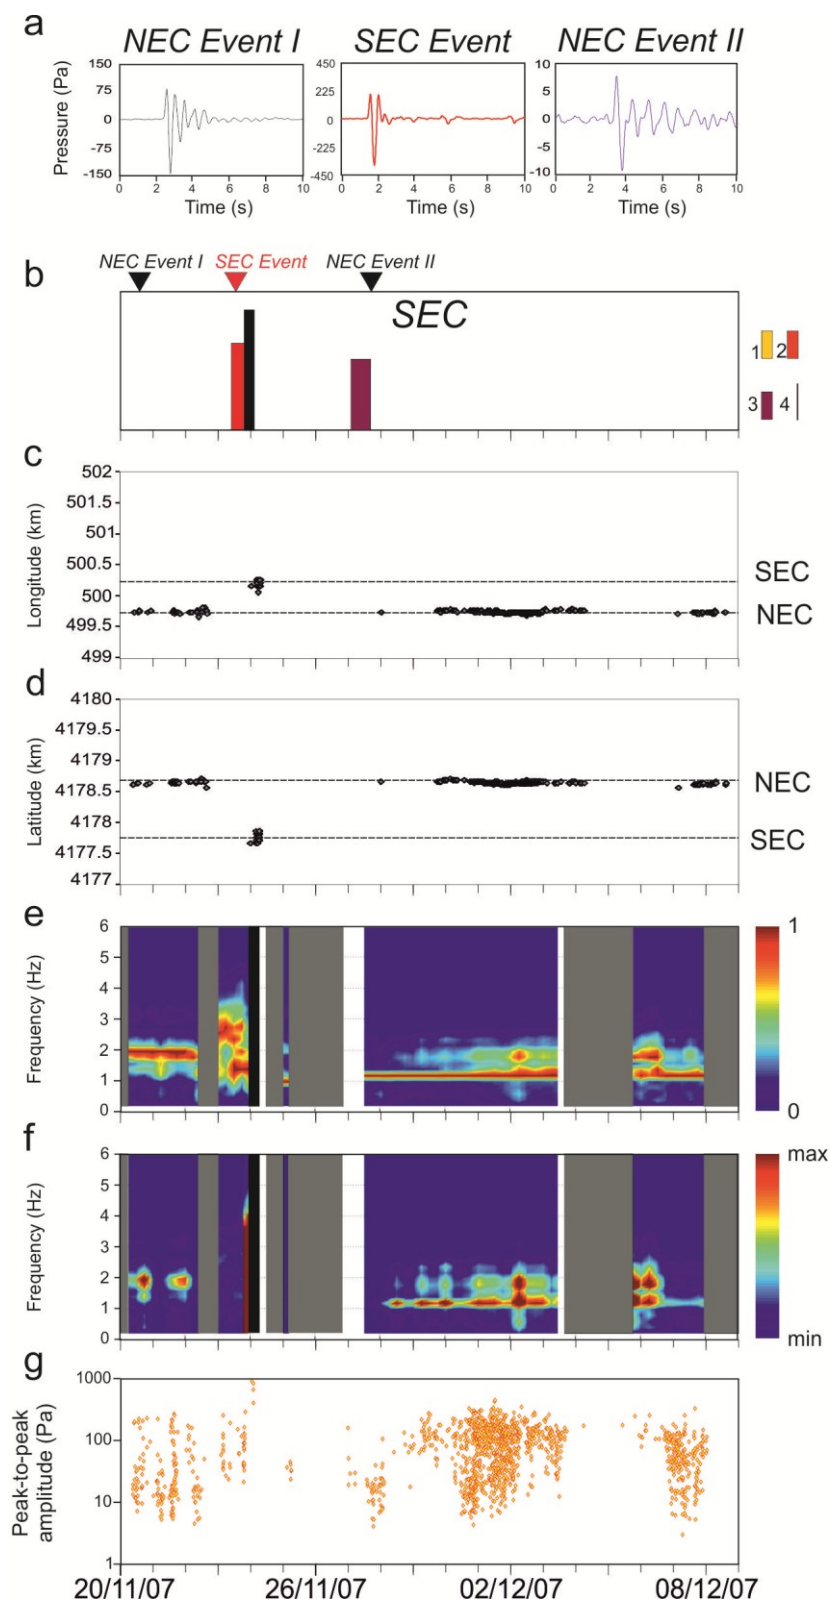 a
NEC Event I
SEC Event
NEC Event II
Pressure (Pa)
150
75
0
-75
-150
0 2 4 6 8 10
Time (s)
450
225
0
-225
-450
0 2 4 6 8 10
Time (s)
10
5
0
-5
-10
0 2 4 6 8 10
Time (s)
b
NEC Event I SEC Event NEC Event II
SEC
1 2
3 4
c
Longitude (km)
502
501.5
501
500.5
500
499.5
499
SEC
NEC
d
Latitude (km)
4180
4179.5
4179
4178.5
4178
4177.5
4177
NEC
SEC
e
Frequency (Hz)
6
5
4
3
2
1
0
1
0
f
Frequency (Hz)
6
5
4
3
2
1
0
max
min
g
Peak-to-peak
amplitude (Pa)
1000
100
10
1
20/11/07 26/11/07 02/12/07 08/12/07